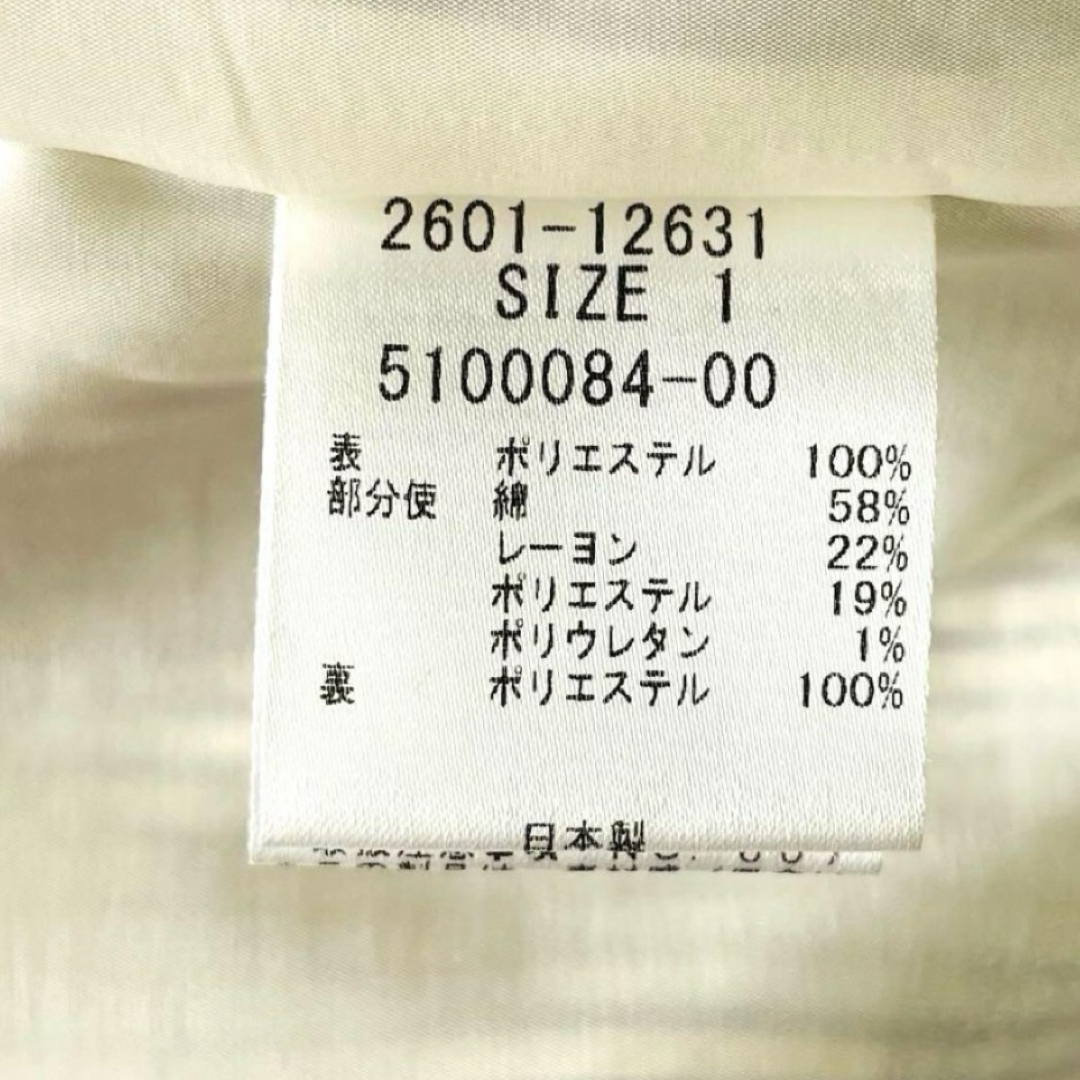 2601-12631
SIZE 1
5100084-00
表 ポリエステル 100%
部分使 綿 58%
レーヨン 22%
ポリエステル 19%
ポリウレタン 1%
裏 ポリエステル 100%
日本製